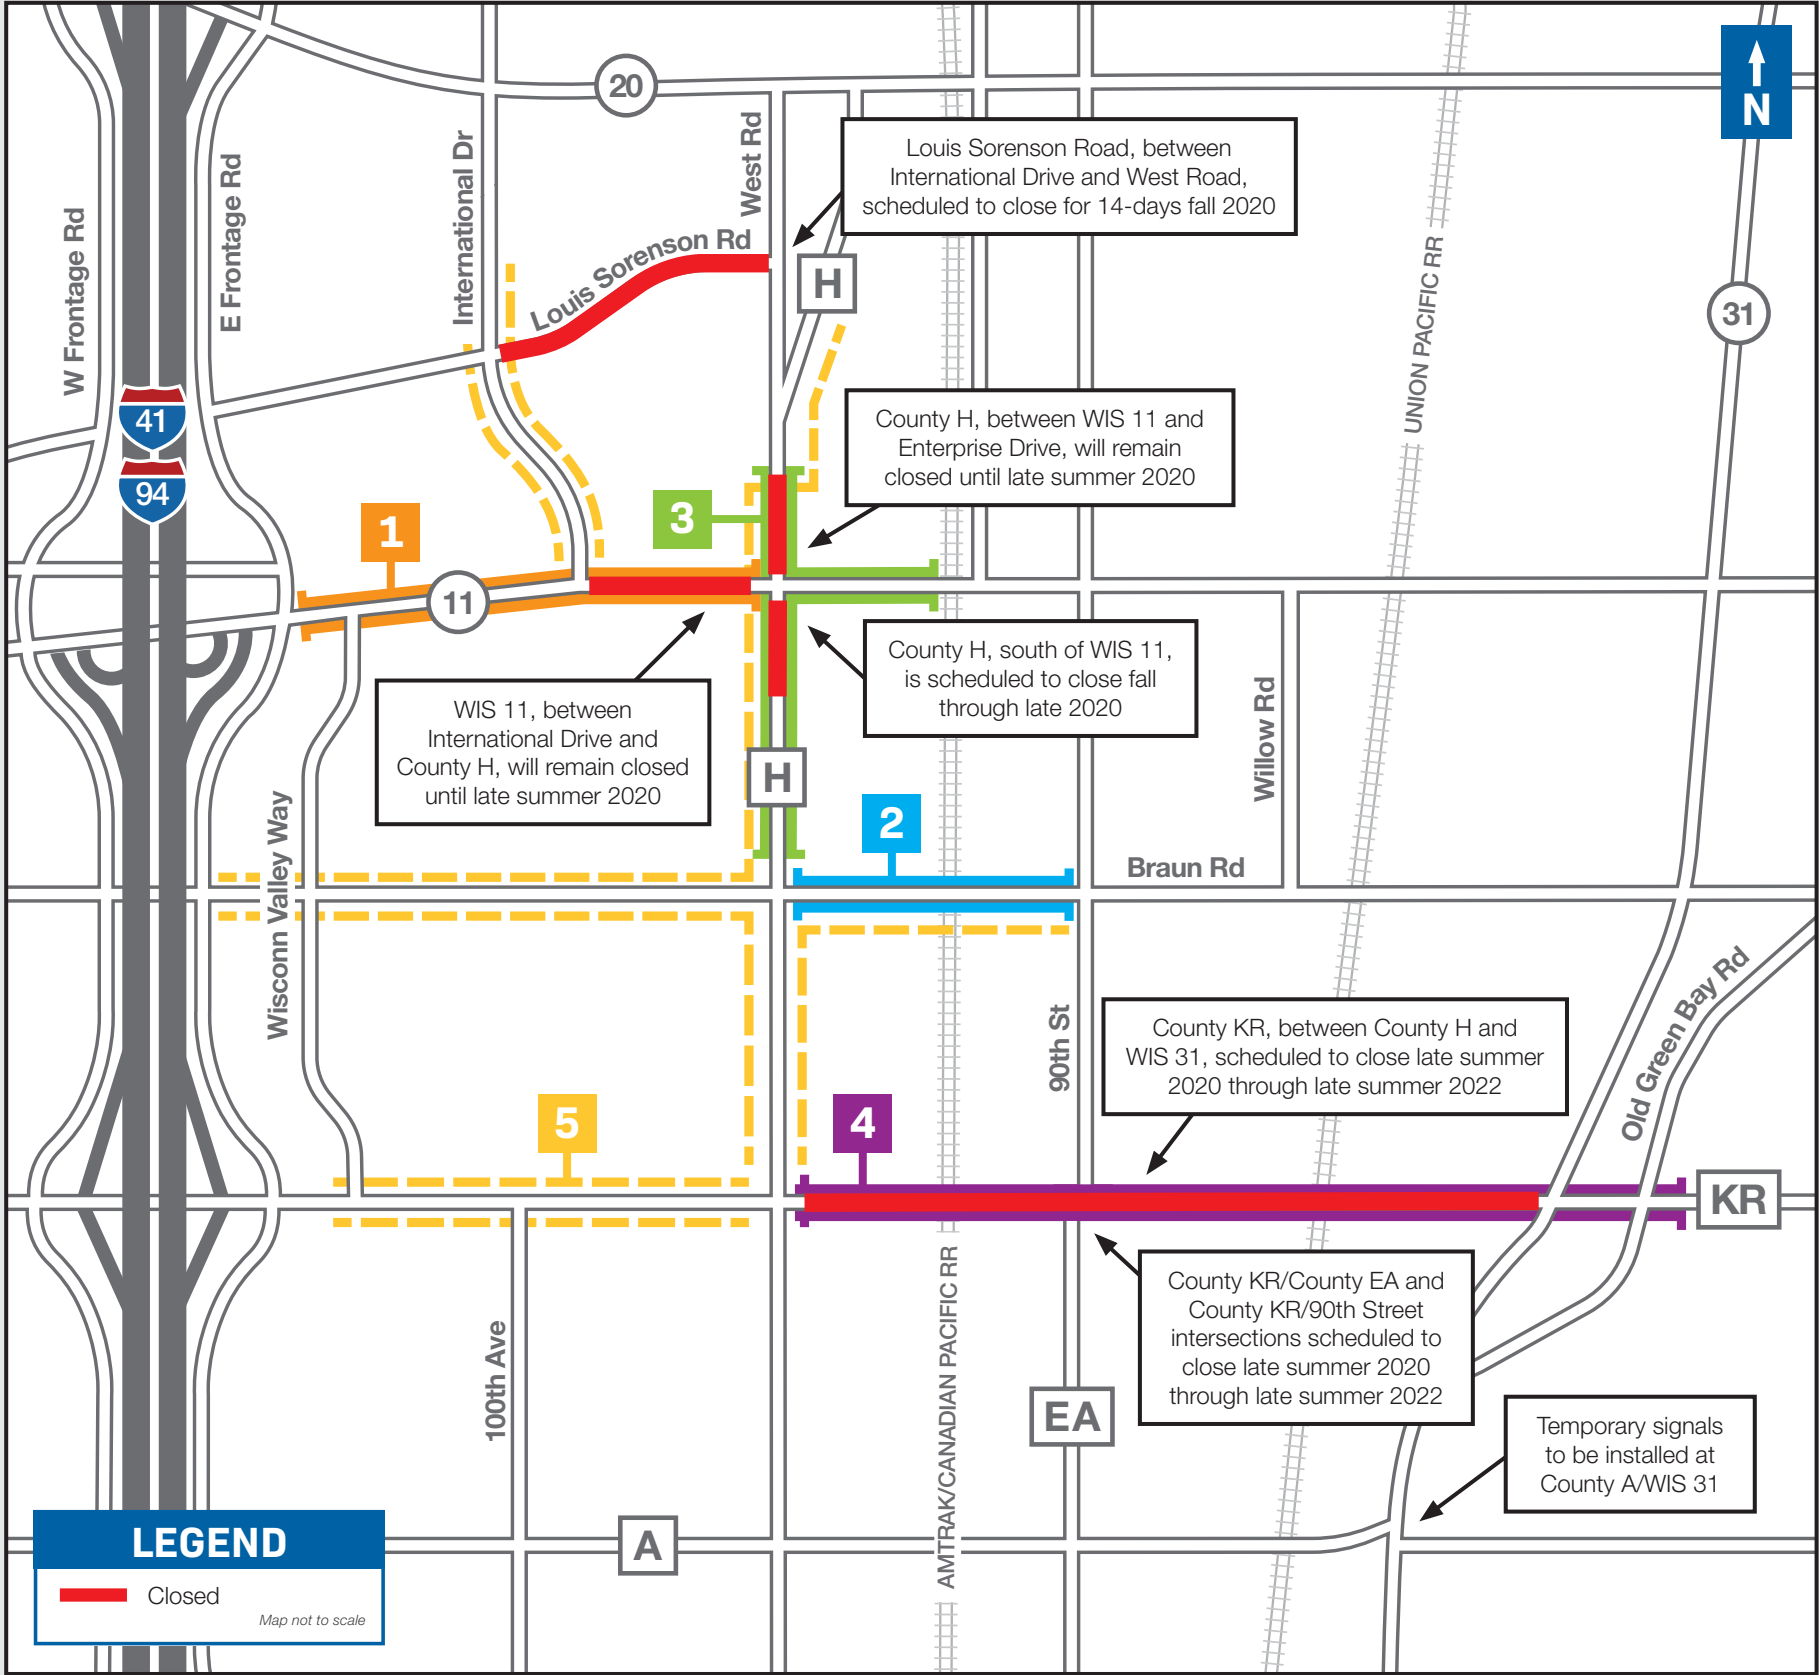 20
N
W Frontage Rd
E Frontage Rd
International Dr
West Rd
Louis Sorenson Road, between
International Drive and West Road,
scheduled to close for 14-days fall 2020
Louis Sorenson Rd
H
UNION PACIFIC RR
31
41
94
County H, between WIS 11 and
Enterprise Drive, will remain
closed until late summer 2020
1
3
11
County H, south of WIS 11,
is scheduled to close fall
through late 2020
WIS 11, between
International Drive and
County H, will remain closed
until late summer 2020
H
Willow Rd
2
Braun Rd
Wisconn Valley Way
90th St
County KR, between County H and
WIS 31, scheduled to close late summer
2020 through late summer 2022
Old Green Bay Rd
5
4
KR
County KR/County EA and
County KR/90th Street
intersections scheduled to
close late summer 2020
through late summer 2022
100th Ave
AMTRAK/CANADIAN PACIFIC RR
EA
Temporary signals
to be installed at
County A/WIS 31
A
LEGEND
Closed
Map not to scale